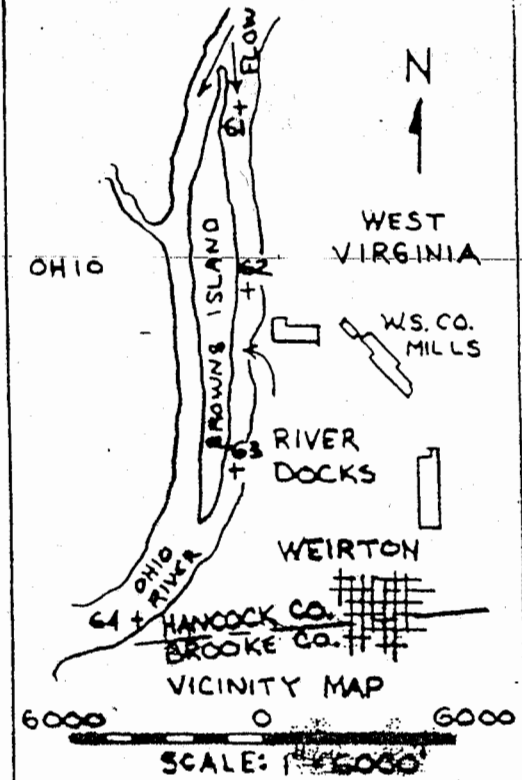 FLOW
N
61
WEST
VIRGINIA
OHIO
62
BROWNS ISLAND
W.S. CO.
MILLS
63
RIVER
DOCKS
WEIRTON
OHIO
RIVER
64
HANCOCK CO.
BROOKE CO.
VICINITY MAP
6000 0 6000
SCALE: 1" = 6000'